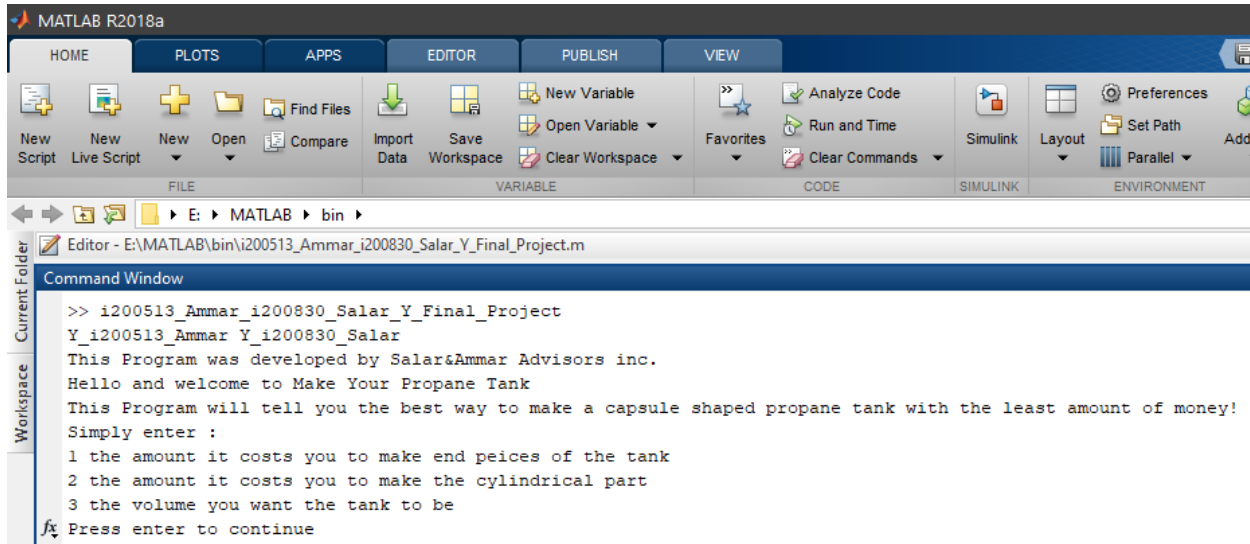 MATLAB R2018a
HOME PLOTS APPS EDITOR PUBLISH VIEW
New Script
New Live Script
New
Open
Find Files
Compare
Import Data
Save Workspace
New Variable
Open Variable
Clear Workspace
Favorites
Analyze Code
Run and Time
Clear Commands
Simulink
Layout
Preferences
Set Path
Parallel
FILE VARIABLE CODE SIMULINK ENVIRONMENT
E: MATLAB bin
Current Folder
Workspace
Editor - E:\MATLAB\bin\i200513_Ammar_i200830_Salar_Y_Final_Project.m
Command Window
>> i200513_Ammar_i200830_Salar_Y_Final_Project
Y_i200513_Ammar Y_i200830_Salar
This Program was developed by Salar&Ammar Advisors inc.
Hello and welcome to Make Your Propane Tank
This Program will tell you the best way to make a capsule shaped propane tank with the least amount of money!
Simply enter :
1 the amount it costs you to make end peices of the tank
2 the amount it costs you to make the cylindrical part
3 the volume you want the tank to be
fx Press enter to continue